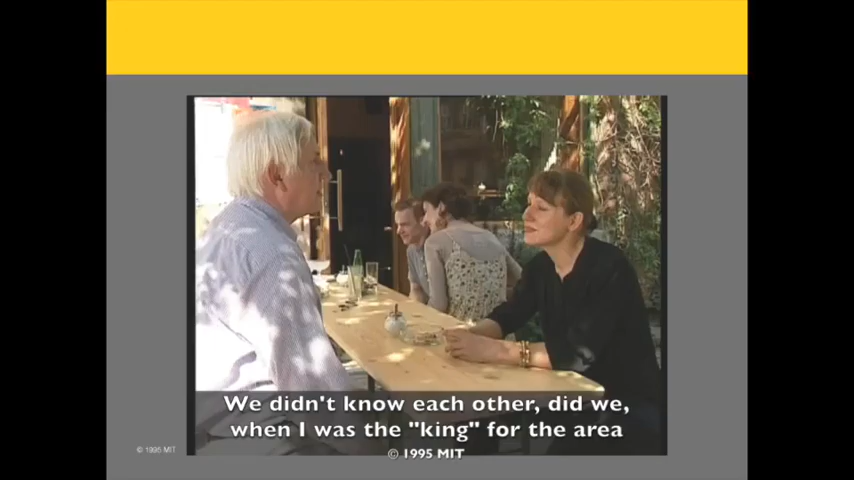 We didn't know each other, did we,
when I was the "king" for the area
© 1995 MIT
© 1995 MIT